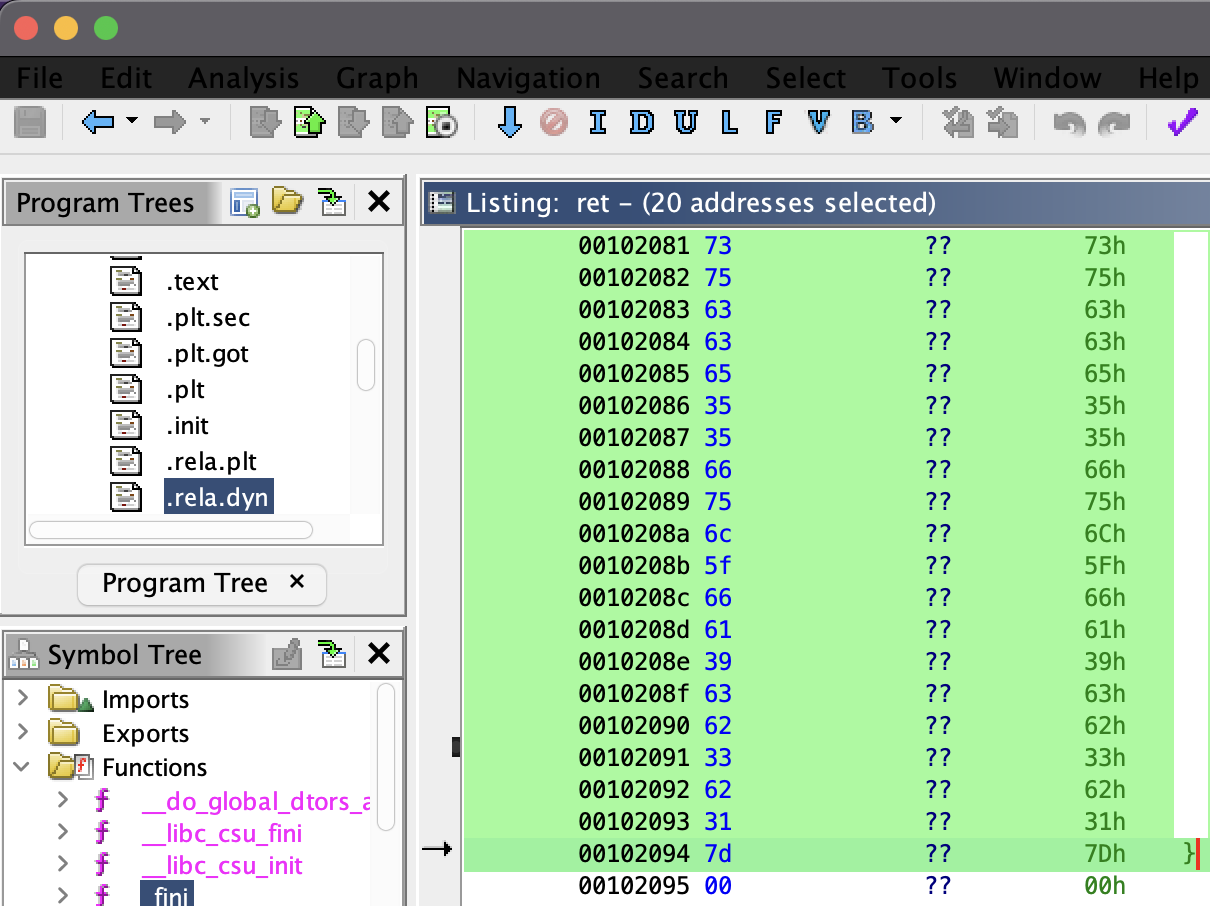 File Edit Analysis Graph Navigation Search Select Tools Window Help
I D U L F V B
Program Trees
.text
.plt.sec
.plt.got
.plt
.init
.rela.plt
.rela.dyn
Program Tree
Symbol Tree
Imports
Exports
Functions
f __do_global_dtors_a
f __libc_csu_fini
f __libc_csu_init
f _fini
Listing: ret – (20 addresses selected)
00102081 73 ?? 73h
00102082 75 ?? 75h
00102083 63 ?? 63h
00102084 63 ?? 63h
00102085 65 ?? 65h
00102086 35 ?? 35h
00102087 35 ?? 35h
00102088 66 ?? 66h
00102089 75 ?? 75h
0010208a 6c ?? 6Ch
0010208b 5f ?? 5Fh
0010208c 66 ?? 66h
0010208d 61 ?? 61h
0010208e 39 ?? 39h
0010208f 63 ?? 63h
00102090 62 ?? 62h
00102091 33 ?? 33h
00102092 62 ?? 62h
00102093 31 ?? 31h
00102094 7d ?? 7Dh }
00102095 00 ?? 00h